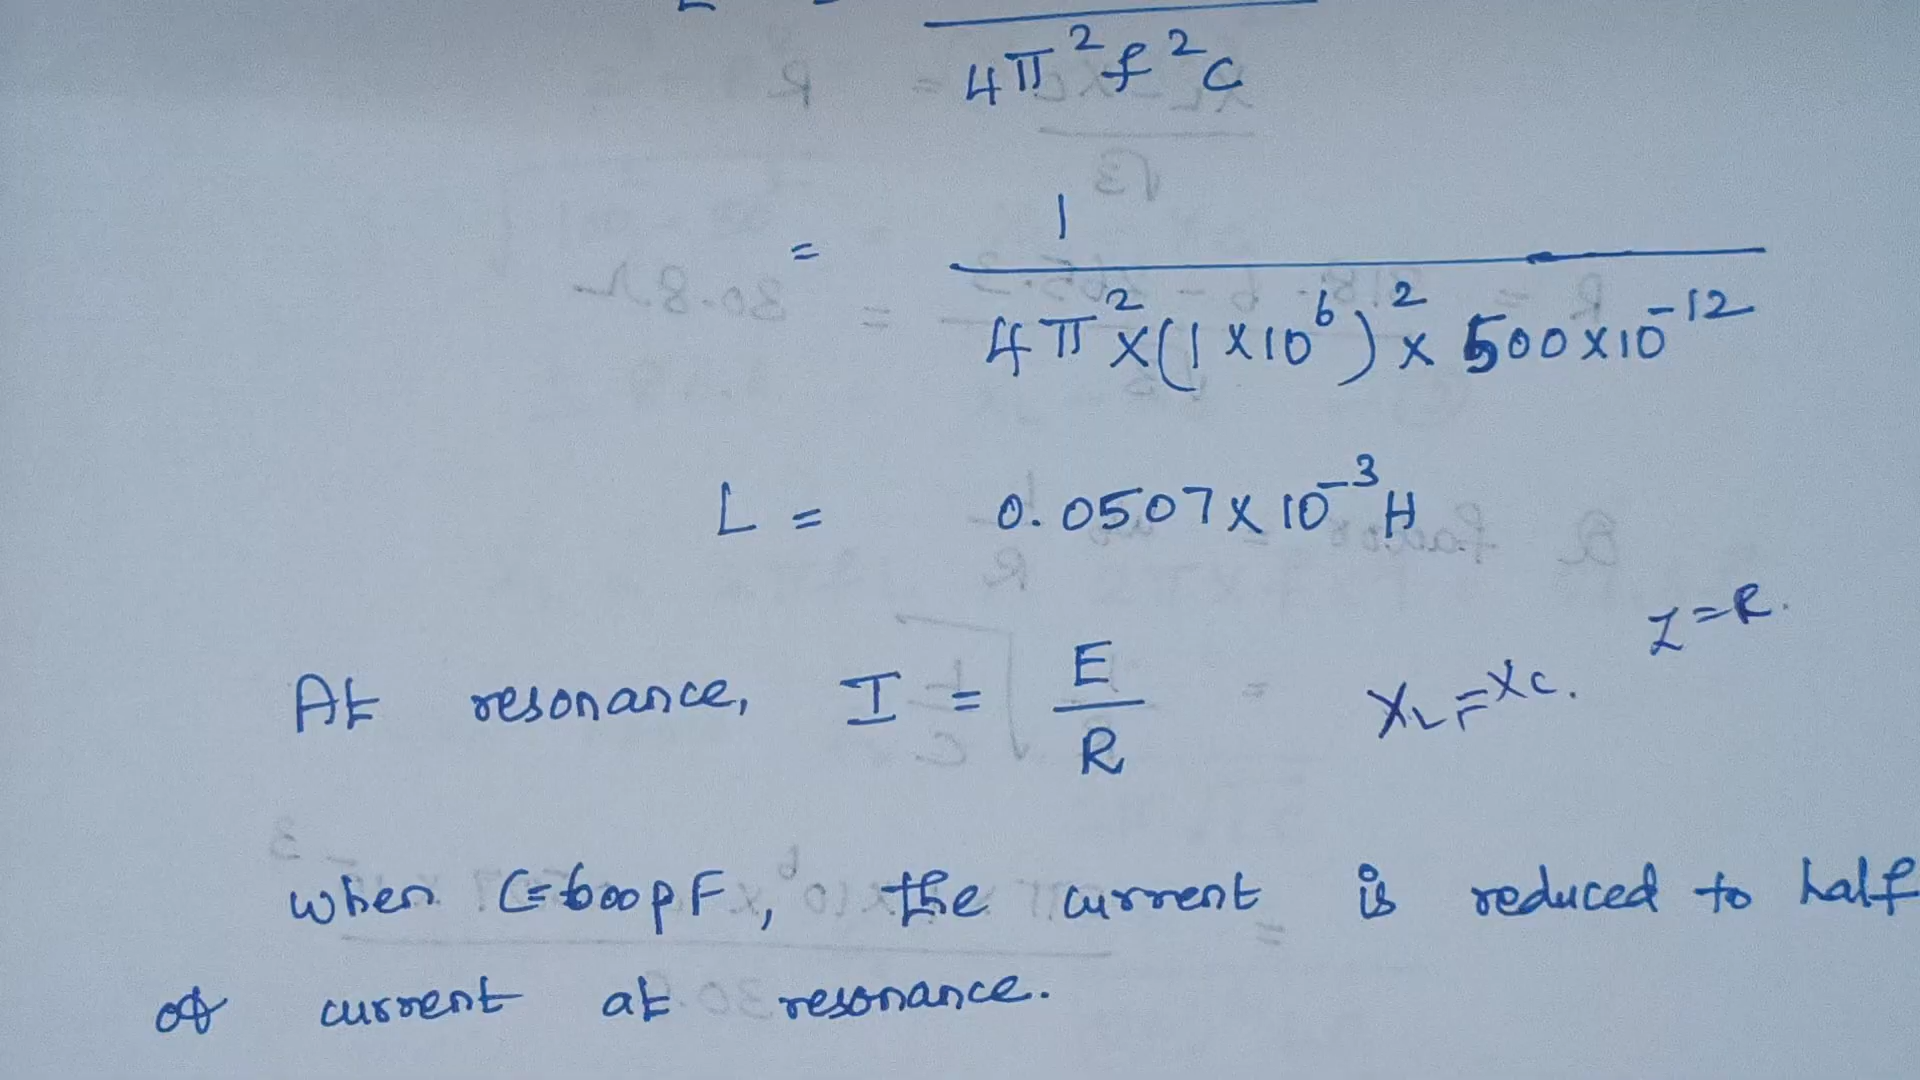 4π²f²C
= 1 / 4π² × (1 × 10⁶)² × 500 × 10⁻¹²
L = 0.0507 × 10⁻³ H
Z = R.
At resonance, I = E / R XL = XC.
when C = 600pF, the current is reduced to half
of current at resonance.